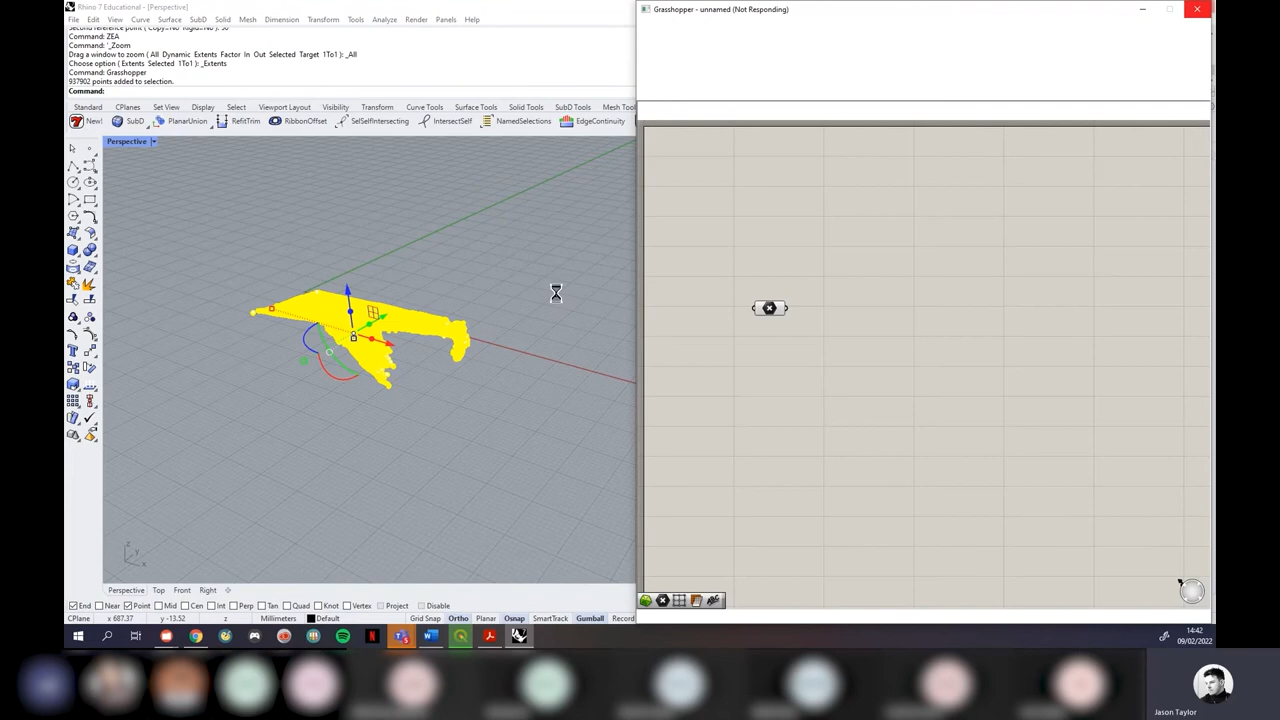 Rhino 7 Educational - [Perspective]
File Edit View Curve Surface SubD Solid Mesh Dimension Transform Tools Analyze Render Panels Help
Command: ZEA
Command: '_Zoom
Drag a window to zoom ( All Dynamic Extents Factor In Out Selected Target 1To1 ): _All
Choose option ( Extents Selected 1To1 ): _Extents
Command: Grasshopper
937902 points added to selection.
Command:
Standard CPlanes Set View Display Select Viewport Layout Visibility Transform Curve Tools Surface Tools Solid Tools SubD Tools Mesh Too
New! SubD PlanarUnion RefitTrim RibbonOffset SelSelfIntersecting IntersectSelf NamedSelections EdgeContinuity
Perspective
z
y
x
Perspective Top Front Right
End Near Point Mid Cen Int Perp Tan Quad Knot Vertex Project Disable
CPlane x 687.37 y -13.52 Millimeters Default Grid Snap Ortho Planar Osnap SmartTrack Gumball Record
Grasshopper - unnamed (Not Responding)
14:42
09/02/2022
Jason Taylor